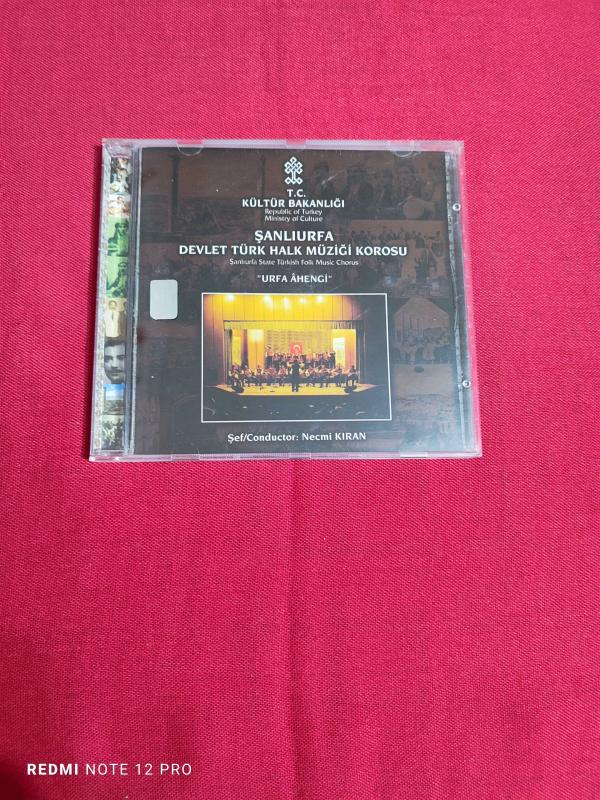 T.C.
KÜLTÜR BAKANLIĞI
Republic of Turkey
Ministry of Culture
ŞANLIURFA
DEVLET TÜRK HALK MÜZİĞİ KOROSU
Şanlıurfa State Türkish Folk Music Chorus
"URFA ÂHENGİ"
Şef/Conductor: Necmi KIRAN
REDMI NOTE 12 PRO